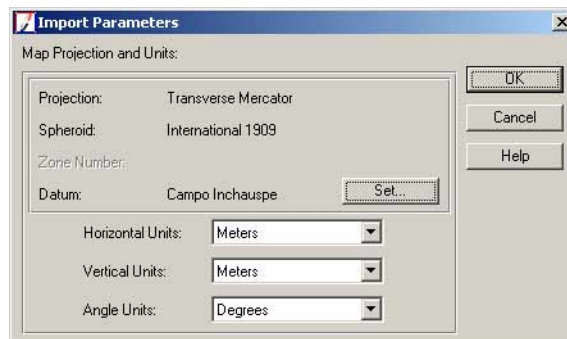 Import Parameters
Map Projection and Units:
Projection: Transverse Mercator
Spheroid: International 1909
Zone Number:
Datum: Campo Inchauspe
Set...
Horizontal Units: Meters
Vertical Units: Meters
Angle Units: Degrees
OK
Cancel
Help